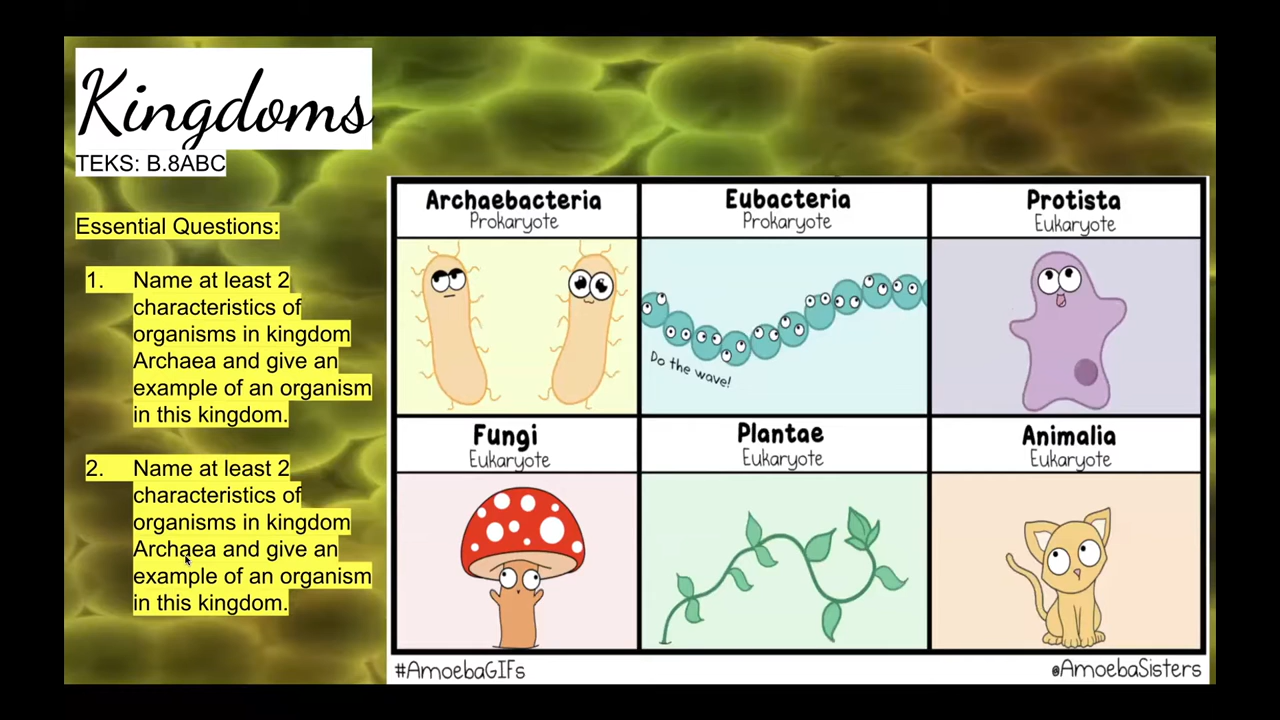 Kingdoms
TEKS: B.8ABC
Essential Questions:
1. Name at least 2
characteristics of
organisms in kingdom
Archaea and give an
example of an organism
in this kingdom.
2. Name at least 2
characteristics of
organisms in kingdom
Archaea and give an
example of an organism
in this kingdom.
Archaebacteria
Prokaryote
Eubacteria
Prokaryote
Protista
Eukaryote
Do the wave!
Fungi
Eukaryote
Plantae
Eukaryote
Animalia
Eukaryote
#AmoebaGIFs
@AmoebaSisters